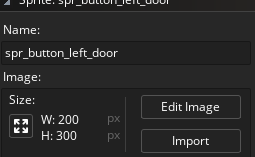 Sprite: spr_button_left_door
Name:
spr_button_left_door
Image:
Size:
W: 200 px
H: 300 px
Edit Image
Import